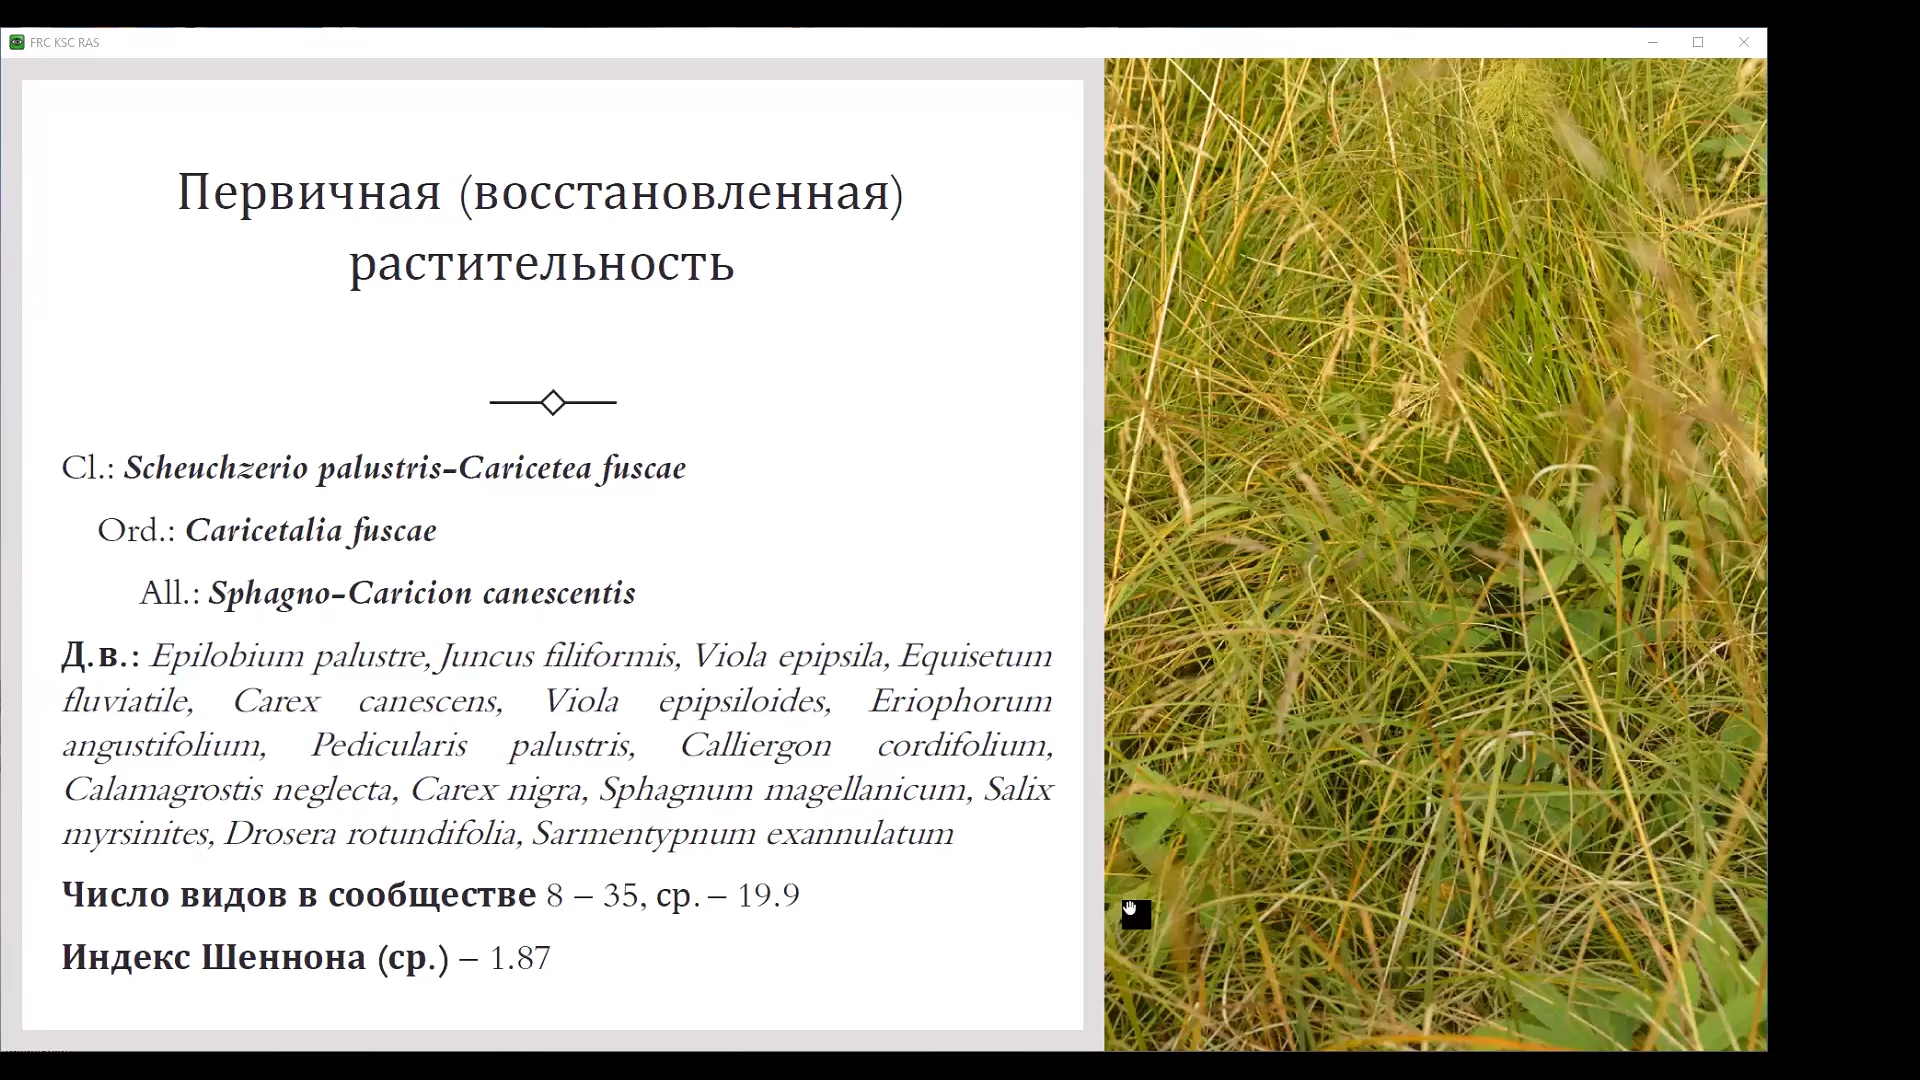 FRC KSC RAS
Первичная (восстановленная)
растительность
Cl.: Scheuchzerio palustris–Caricetea fuscae
Ord.: Caricetalia fuscae
All.: Sphagno–Caricion canescentis
Д.в.: Epilobium palustre, Juncus filiformis, Viola epipsila, Equisetum
fluviatile, Carex canescens, Viola epipsiloides, Eriophorum
angustifolium, Pedicularis palustris, Calliergon cordifolium,
Calamagrostis neglecta, Carex nigra, Sphagnum magellanicum, Salix
myrsinites, Drosera rotundifolia, Sarmentypnum exannulatum
Число видов в сообществе 8 – 35, ср. – 19.9
Индекс Шеннона (ср.) – 1.87